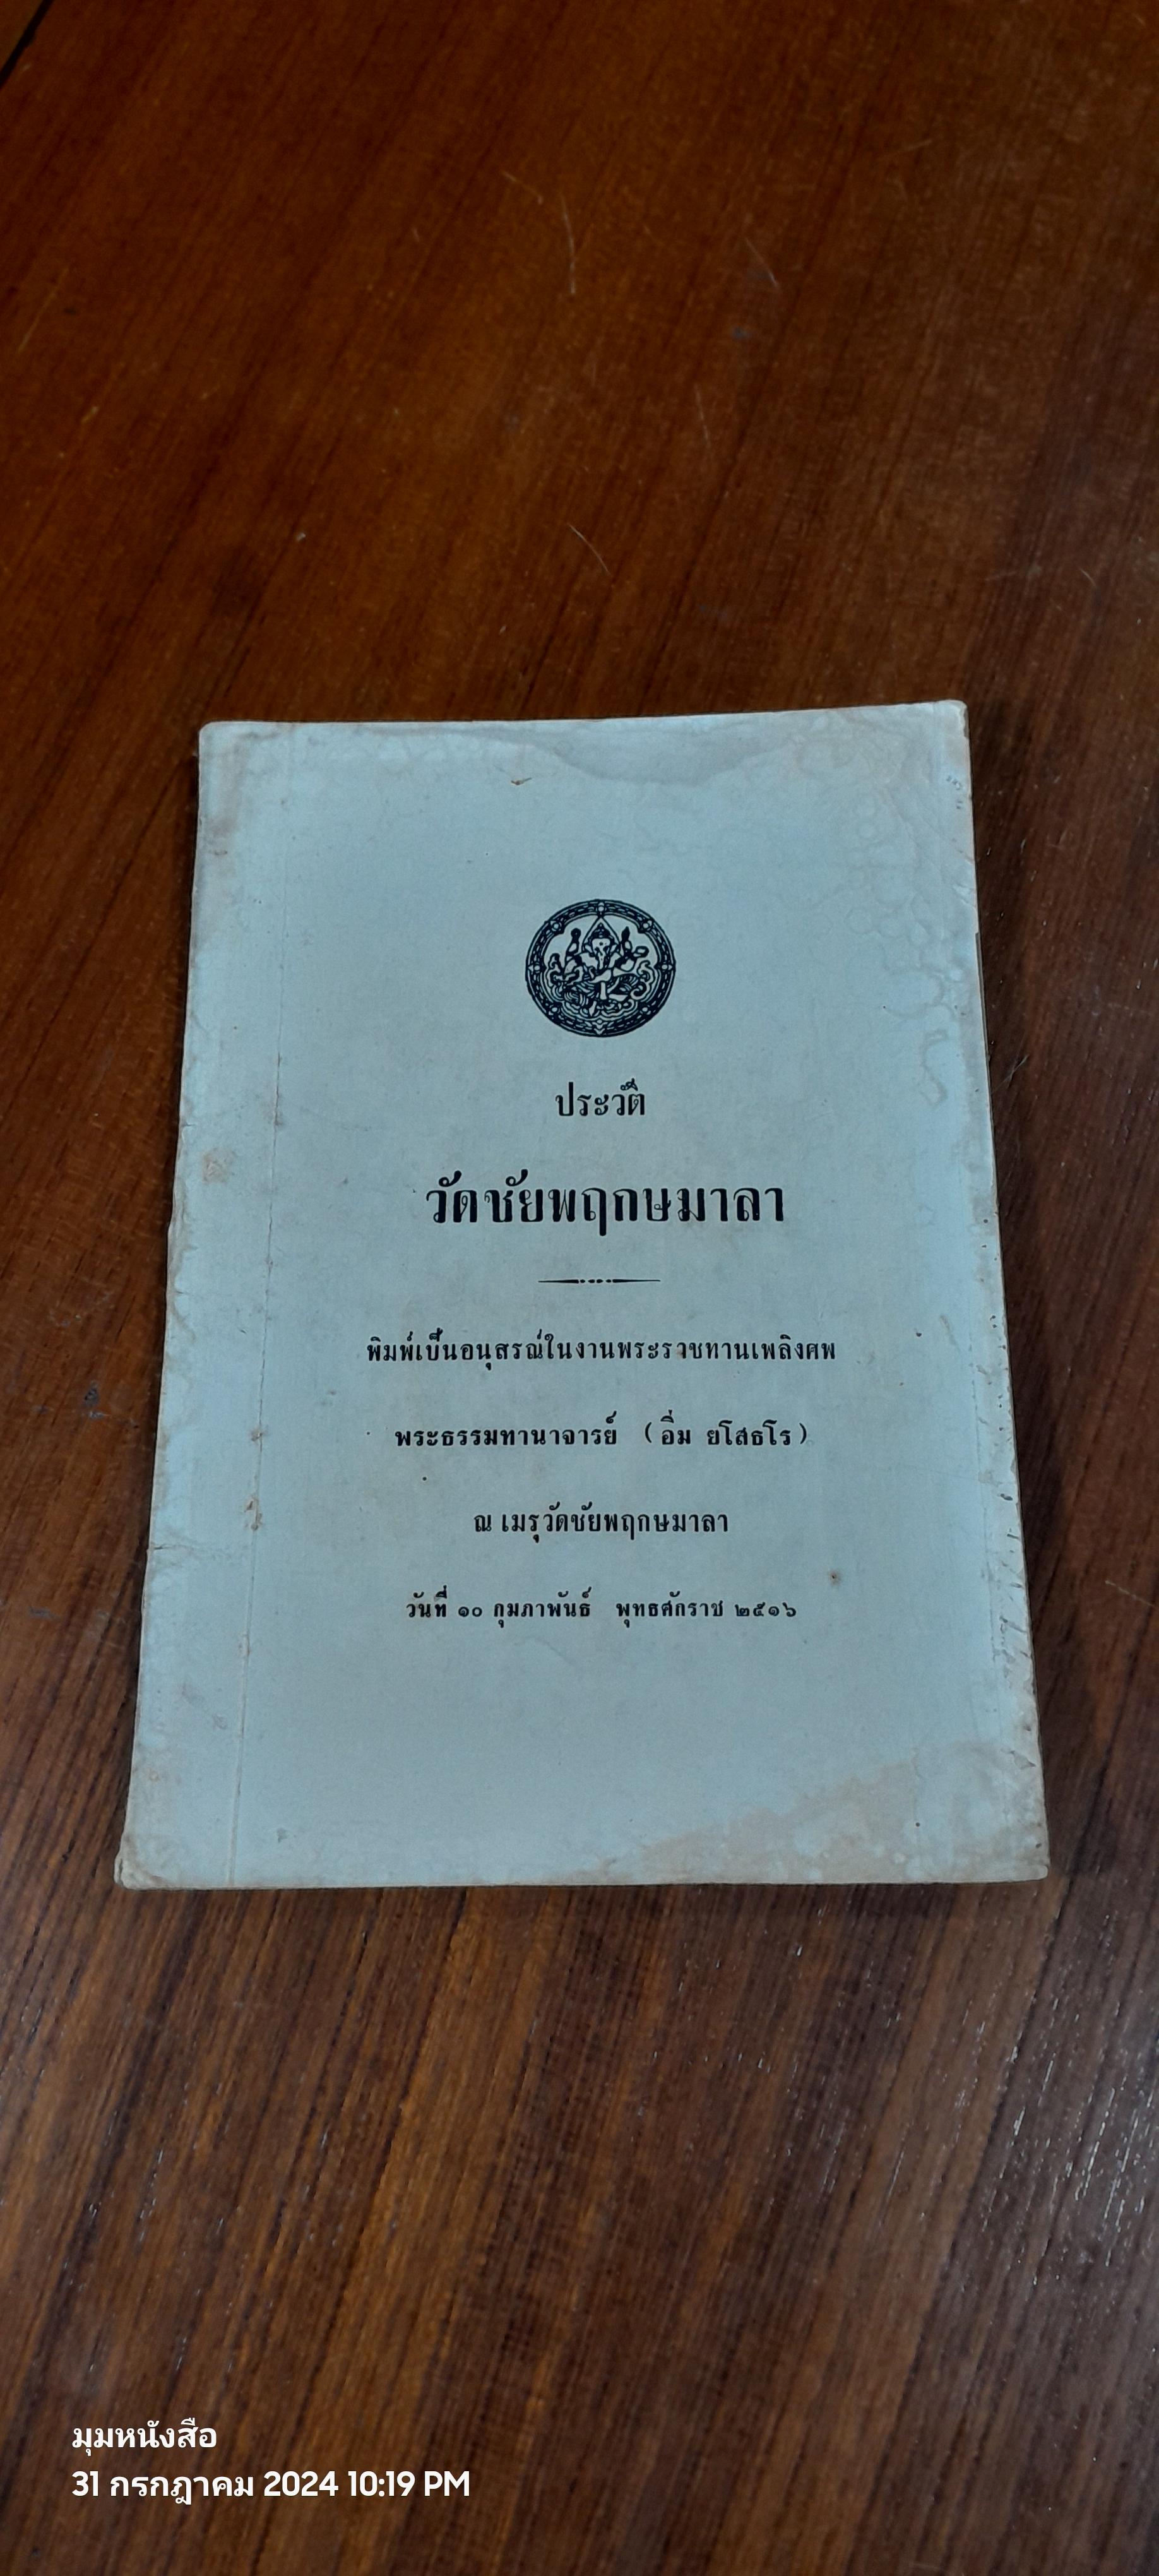 ประวัติ
วัดชัยพฤกษมาลา
พิมพ์เป็นอนุสรณ์ในงานพระราชทานเพลิงศพ
พระธรรมทานาจารย์ (อิ่ม ยโสธโร)
ณ เมรุวัดชัยพฤกษมาลา
วันที่ ๑๐ กุมภาพันธ์ พุทธศักราช ๒๕๑๖
มุมหนังสือ
31 กรกฎาคม 2024 10:19 PM